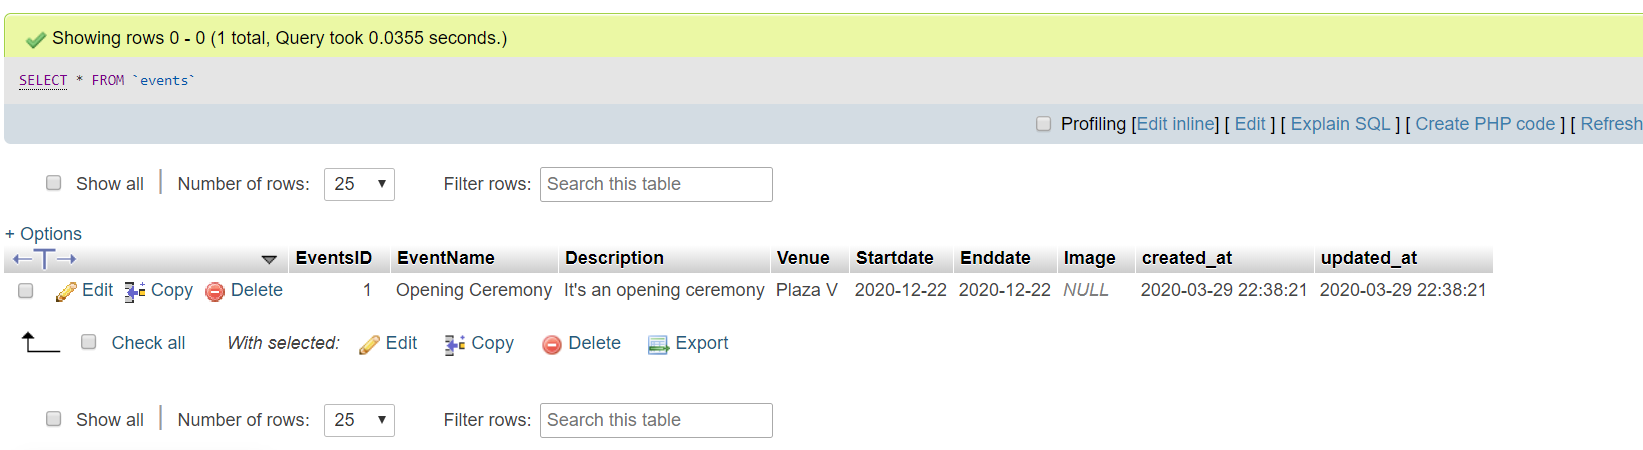 Showing rows 0 - 0 (1 total, Query took 0.0355 seconds.)
SELECT * FROM `events`
Profiling [Edit inline] [ Edit ] [ Explain SQL ] [ Create PHP code ] [ Refresh
Show all | Number of rows: 25 Filter rows: Search this table
+ Options
EventsID EventName Description Venue Startdate Enddate Image created_at updated_at
Edit Copy Delete 1 Opening Ceremony It's an opening ceremony Plaza V 2020-12-22 2020-12-22 NULL 2020-03-29 22:38:21 2020-03-29 22:38:21
Check all With selected: Edit Copy Delete Export
Show all | Number of rows: 25 Filter rows: Search this table